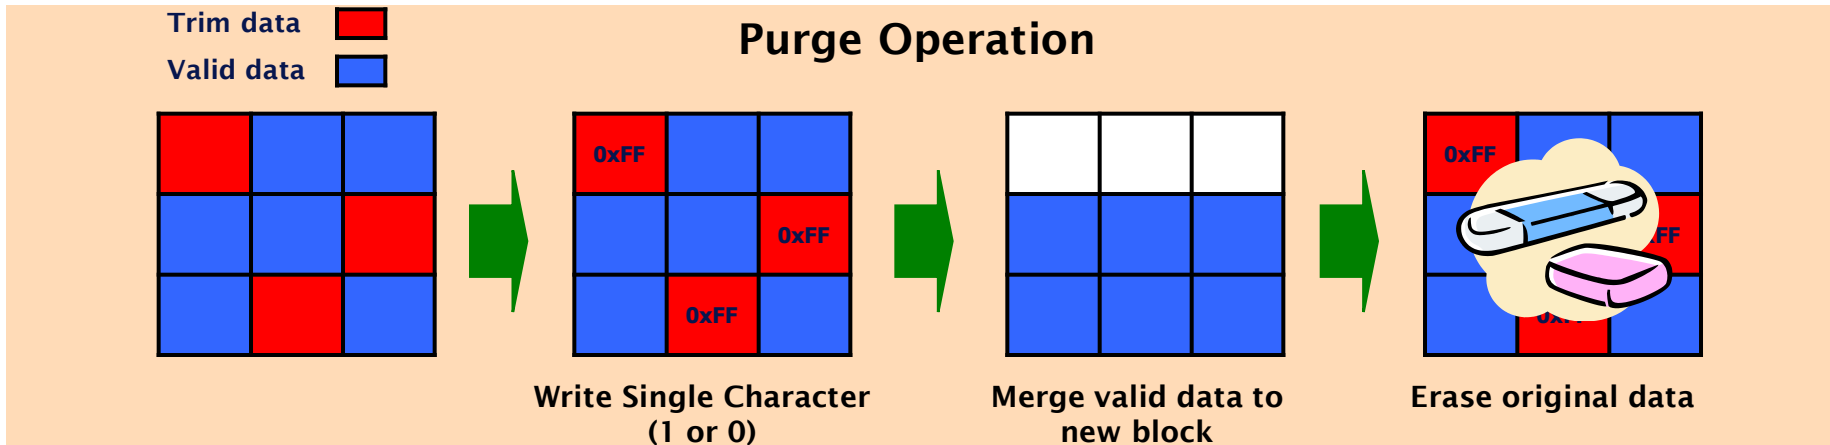 Trim data
Valid data
Purge Operation
0xFF
0xFF
0xFF
0xFF
Write Single Character
(1 or 0)
Merge valid data to
new block
Erase original data